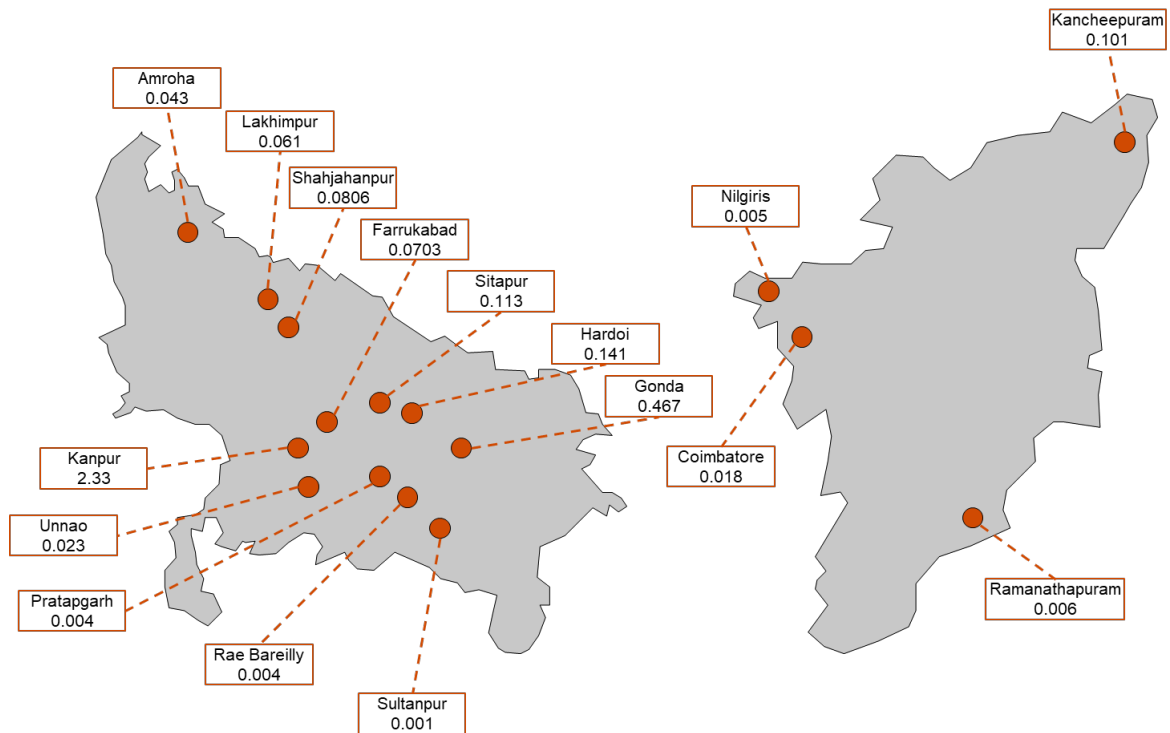 Kancheepuram
0.101
Amroha
0.043
Lakhimpur
0.061
Shahjahanpur
0.0806
Nilgiris
0.005
Farrukabad
0.0703
Sitapur
0.113
Hardoi
0.141
Gonda
0.467
Kanpur
2.33
Coimbatore
0.018
Unnao
0.023
Pratapgarh
0.004
Ramanathapuram
0.006
Rae Bareilly
0.004
Sultanpur
0.001